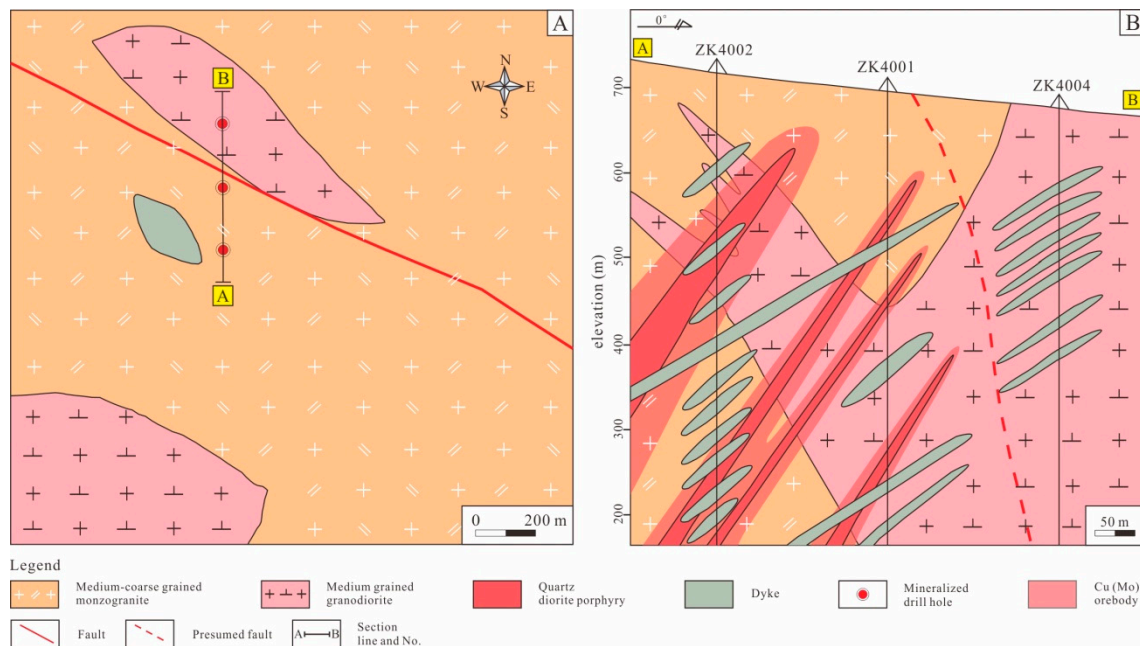 A
N
W E
S
B
A
0 200 m
B
0°
A
ZK4002
ZK4001
ZK4004
B
700
600
500
400
300
200
elevation (m)
50 m
Legend
Medium-coarse grained
monzogranite
Medium grained
granodiorite
Quartz
diorite porphyry
Dyke
Mineralized
drill hole
Cu (Mo)
orebody
Fault
Presumed fault
A B
Section
line and No.